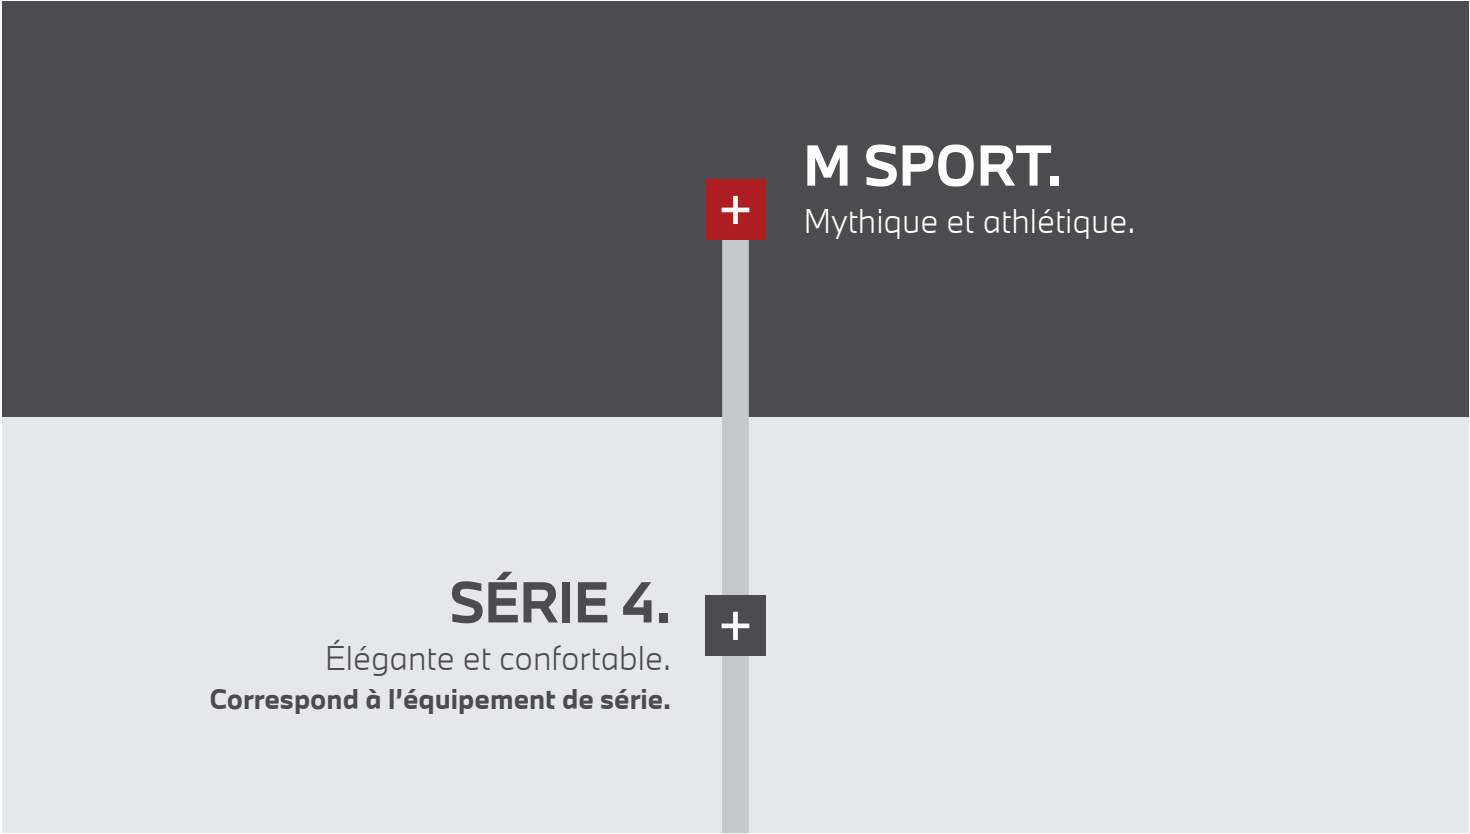 M SPORT.
Mythique et athlétique.
SÉRIE 4.
Élégante et confortable.
Correspond à l’équipement de série.